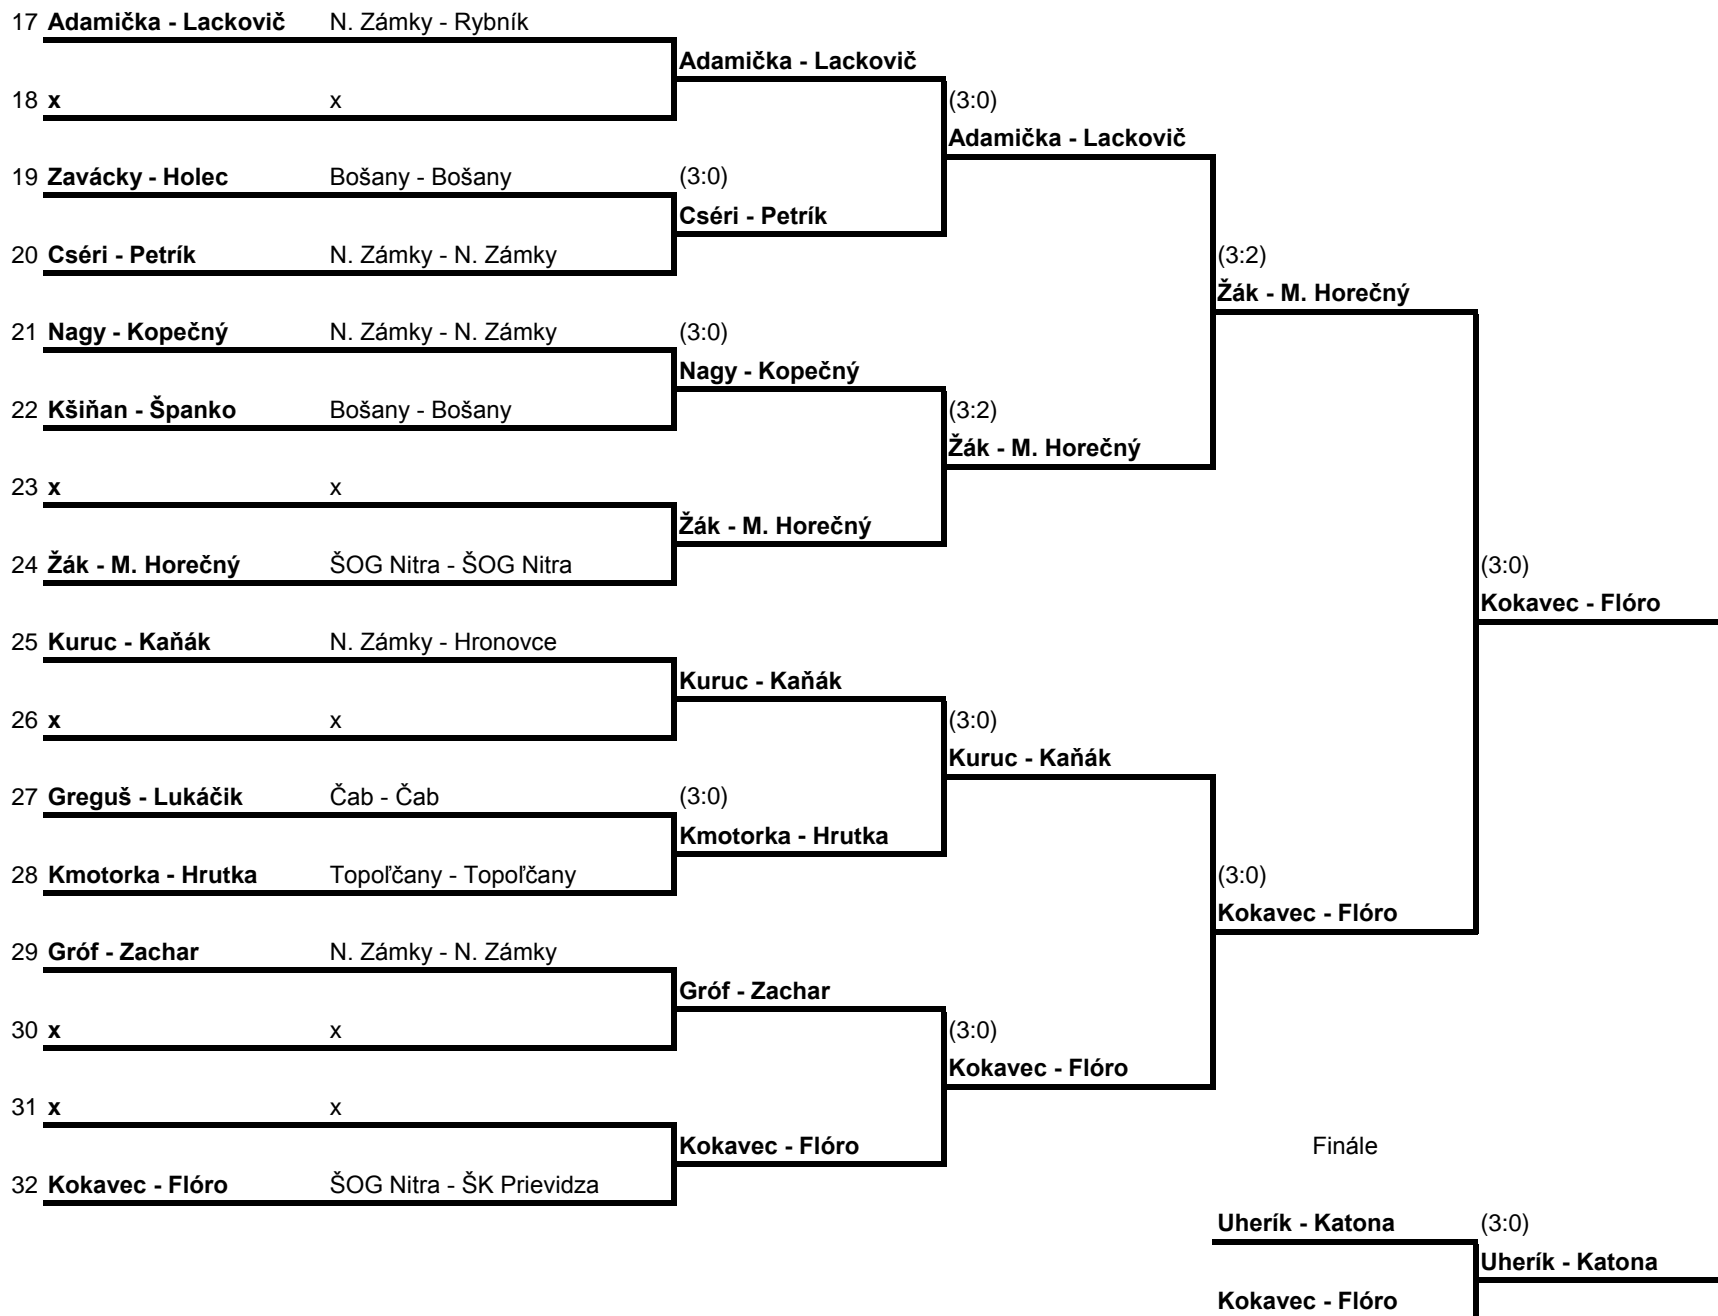 17 Adamička - Lackovič N. Zámky - Rybník
Adamička - Lackovič
18 x x (3:0)
Adamička - Lackovič
19 Zavácky - Holec Bošany - Bošany (3:0)
Cséri - Petrík
20 Cséri - Petrík N. Zámky - N. Zámky (3:2)
Žák - M. Horečný
21 Nagy - Kopečný N. Zámky - N. Zámky (3:0)
Nagy - Kopečný
22 Kšiňan - Španko Bošany - Bošany (3:2)
Žák - M. Horečný
23 x x
Žák - M. Horečný
24 Žák - M. Horečný ŠOG Nitra - ŠOG Nitra (3:0)
Kokavec - Flóro
25 Kuruc - Kaňák N. Zámky - Hronovce
Kuruc - Kaňák
26 x x (3:0)
Kuruc - Kaňák
27 Greguš - Lukáčik Čab - Čab (3:0)
Kmotorka - Hrutka
28 Kmotorka - Hrutka Topoľčany - Topoľčany (3:0)
Kokavec - Flóro
29 Gróf - Zachar N. Zámky - N. Zámky
Gróf - Zachar
30 x x (3:0)
Kokavec - Flóro
31 x x
Kokavec - Flóro Finále
32 Kokavec - Flóro ŠOG Nitra - ŠK Prievidza
Uherík - Katona (3:0)
Uherík - Katona
Kokavec - Flóro